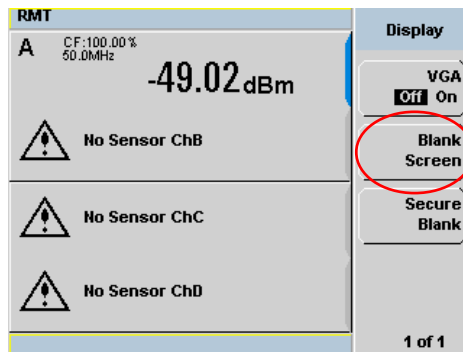 RMT
A
CF:100.00%
50.0MHz
-49.02dBm
No Sensor ChB
No Sensor ChC
No Sensor ChD
Display
VGA
Off On
Blank
Screen
Secure
Blank
1 of 1